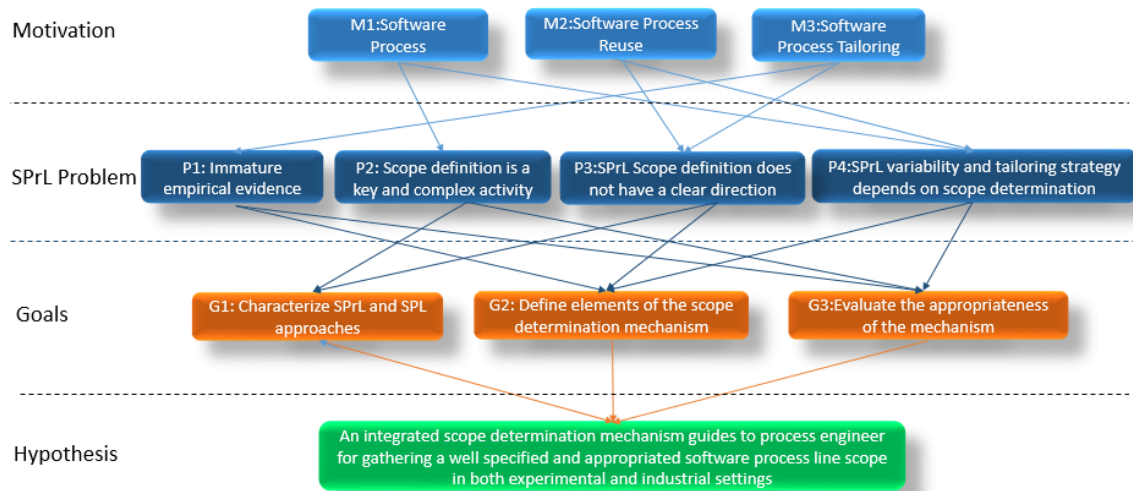 Motivation
M1:Software
Process
M2:Software Process
Reuse
M3:Software
Process Tailoring
SPrL Problem
P1: Immature
empirical evidence
P2: Scope definition is a
key and complex activity
P3:SPrL Scope definition does
not have a clear direction
P4:SPrL variability and tailoring strategy
depends on scope determination
Goals
G1: Characterize SPrL and SPL
approaches
G2: Define elements of the scope
determination mechanism
G3:Evaluate the appropriateness
of the mechanism
Hypothesis
An integrated scope determination mechanism guides to process engineer
for gathering a well specified and appropriated software process line scope
in both experimental and industrial settings